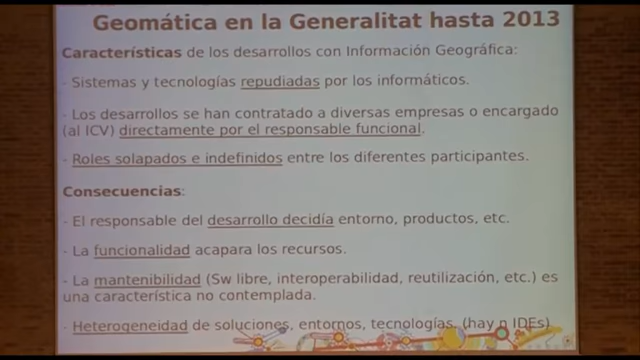 Geomática en la Generalitat hasta 2013
Características de los desarrollos con Información Geográfica:
- Sistemas y tecnologías repudiadas por los informáticos.
- Los desarrollos se han contratado a diversas empresas o encargado
(al ICV) directamente por el responsable funcional.
- Roles solapados e indefinidos entre los diferentes participantes.
Consecuencias:
- El responsable del desarrollo decidía entorno, productos, etc.
- La funcionalidad acapara los recursos.
- La mantenibilidad (Sw libre, interoperabilidad, reutilización, etc.) es
una característica no contemplada.
- Heterogeneidad de soluciones, entornos, tecnologías, (hay n IDEs)